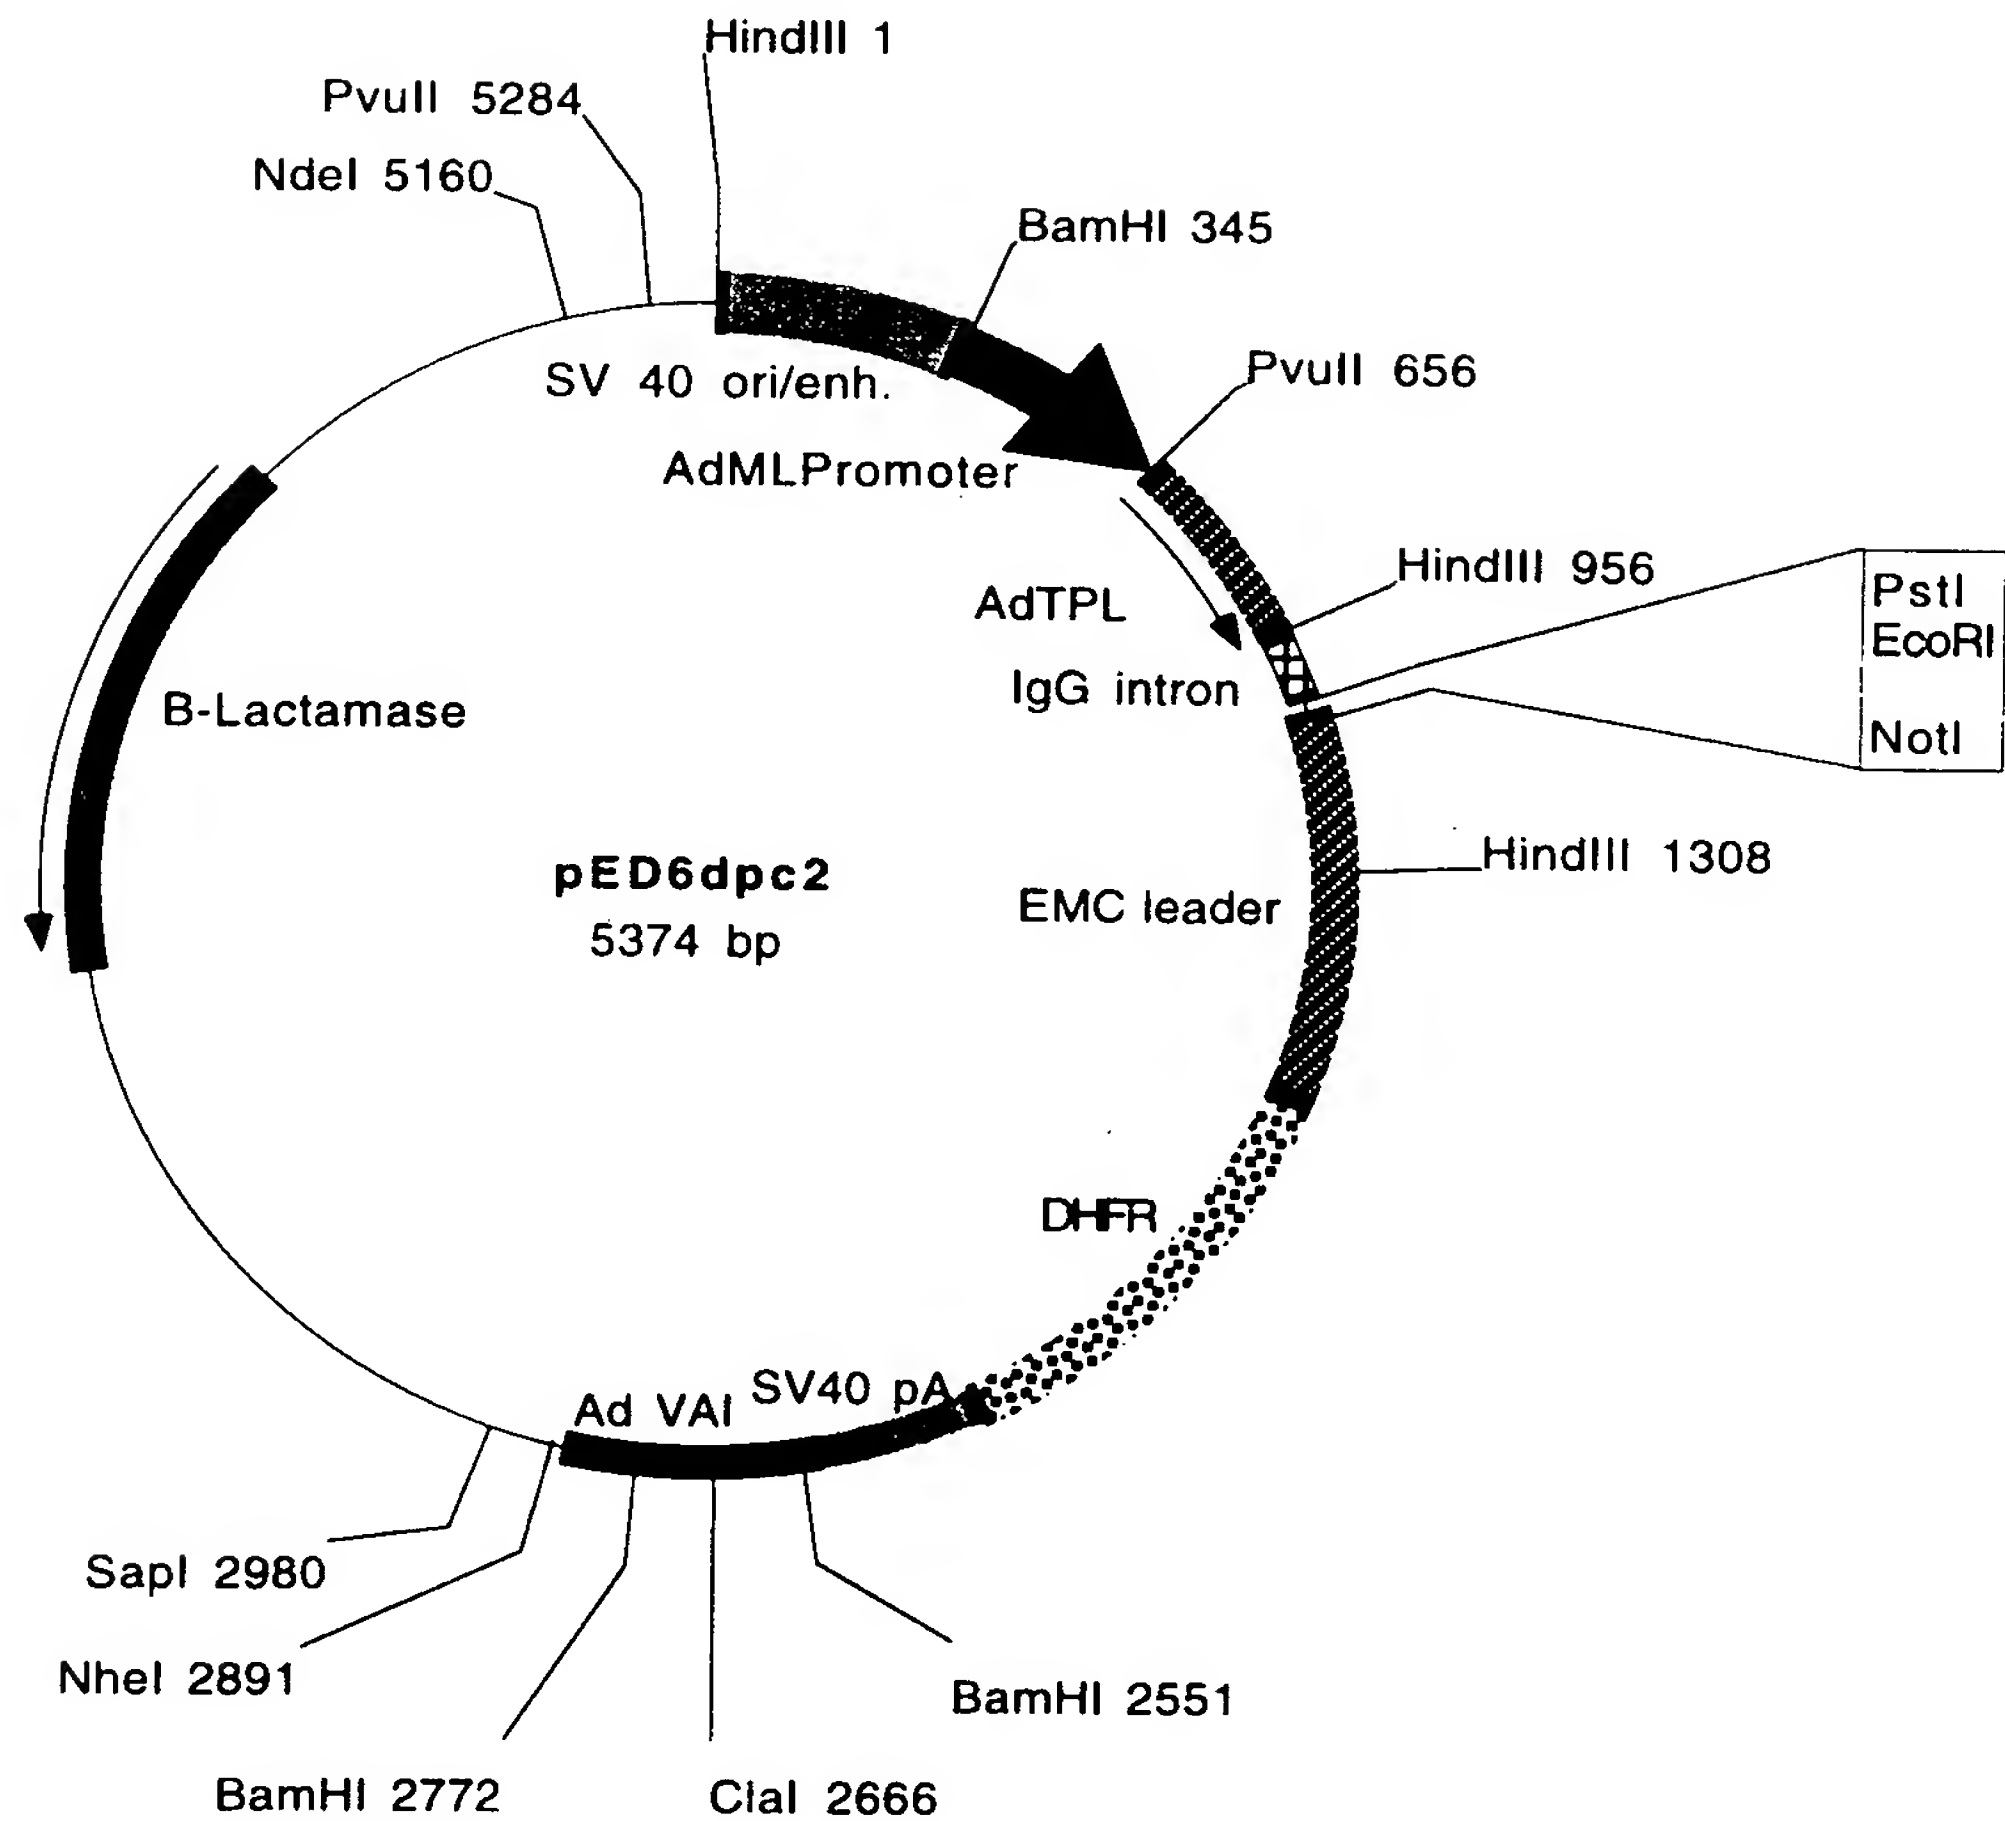 HindIII 1
PvuII 5284
NdeI 5160
BamHI 345
SV 40 ori/enh.
PvuII 656
AdMLPromoter
HindIII 956
PstI
EcoRI
NotI
AdTPL
IgG intron
B-Lactamase
pED6dpc2
5374 bp
HindIII 1308
EMC leader
DHFR
SV40 pA
Ad VAI
SapI 2980
NheI 2891
BamHI 2551
BamHI 2772
ClaI 2666